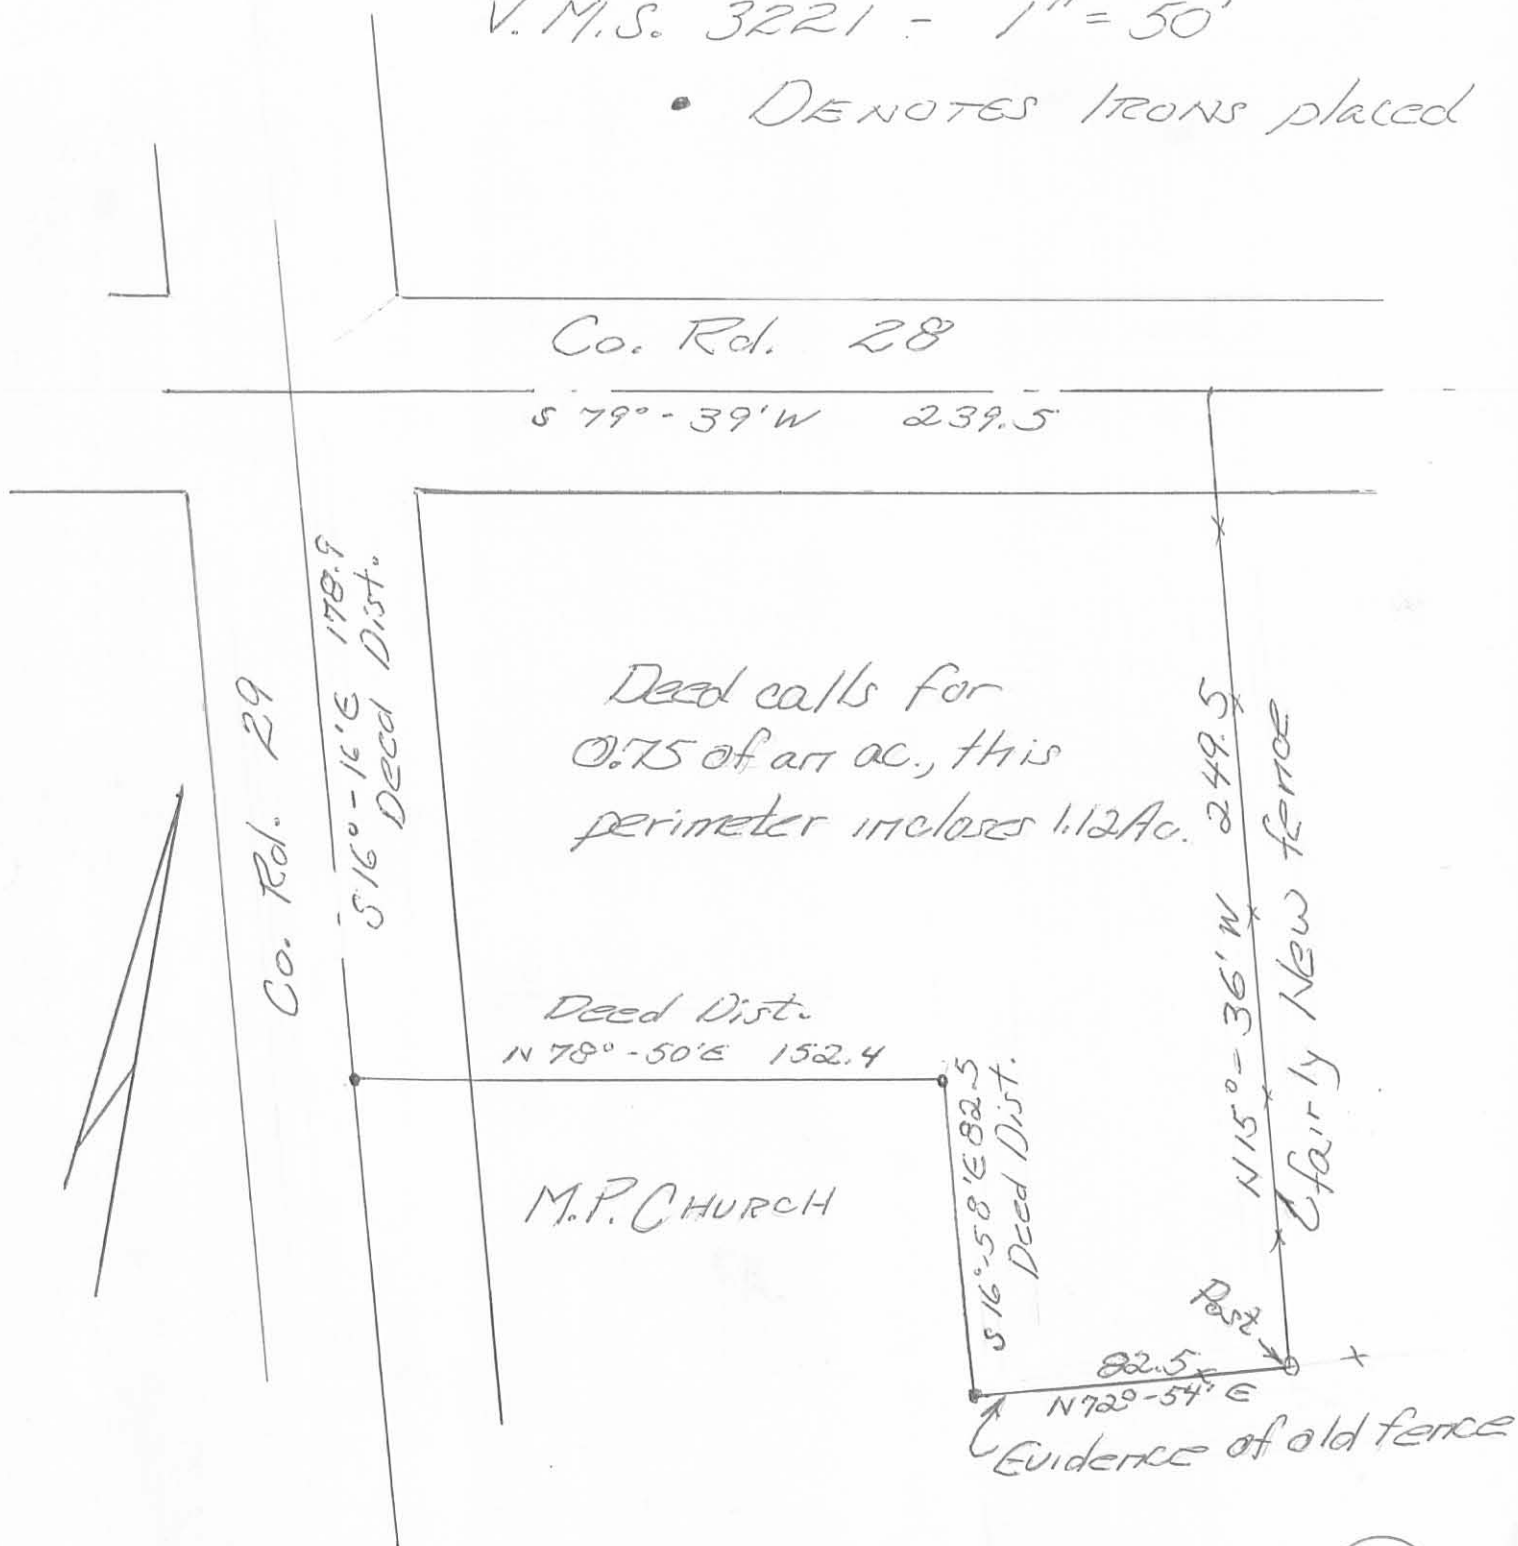 V.M.S. 3221 - 1" = 50'
• DENOTES IRONS placed
Co. Rd. 28
S 79° - 39' W 239.5
S 16° - 16' E 178.9
Deed Dist.
Co. Rd. 29
Deed calls for
0.75 of an ac., this
perimeter incloses 1.12 Ac.
N 15° - 36' W 249.5
fairly New fence
Deed Dist.
N 78° - 50' E 152.4
S 16° - 58' E 82.5
Deed Dist.
M.P. CHURCH
Post
82.5
N 72° - 54' E
Evidence of old fence